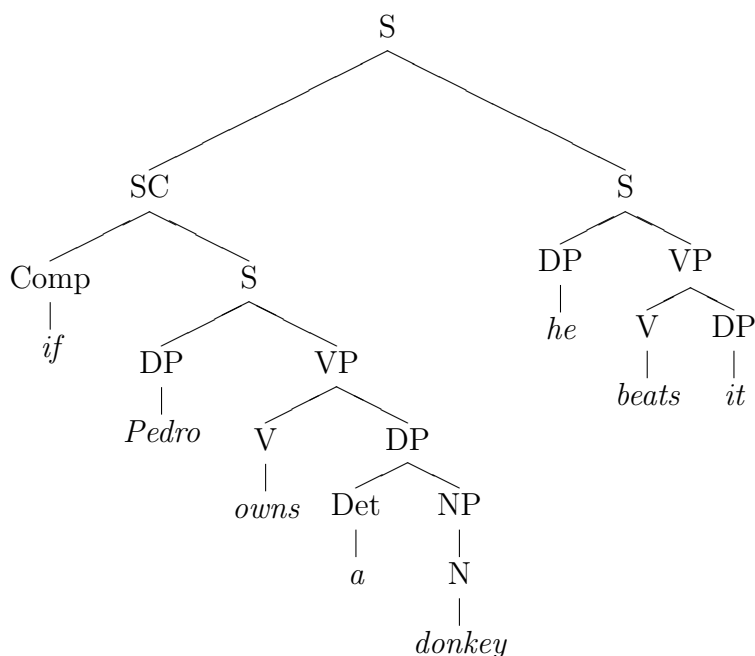 S
SC S
Comp S DP VP
if DP VP he V DP
Pedro V DP beats it
owns Det NP
a N
donkey